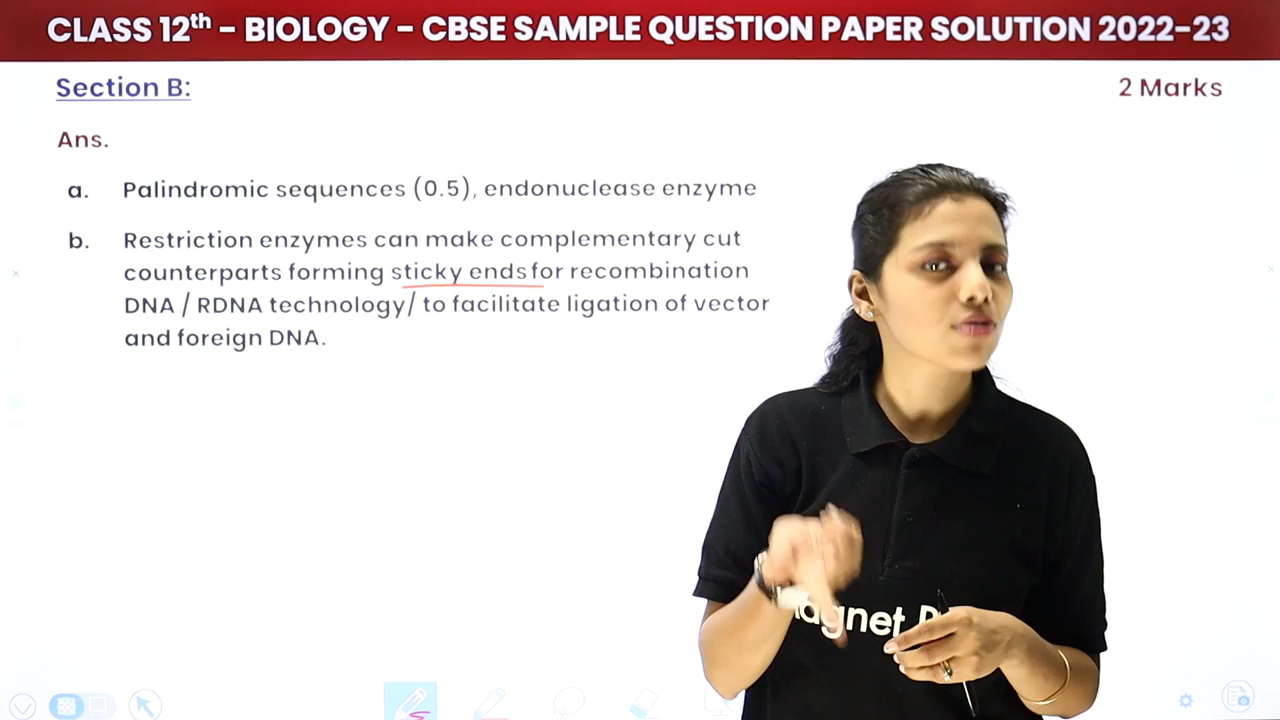 CLASS 12th - BIOLOGY - CBSE SAMPLE QUESTION PAPER SOLUTION 2022-23
Section B:
2 Marks
Ans.
a. Palindromic sequences (0.5), endonuclease enzyme
b. Restriction enzymes can make complementary cut
counterparts forming sticky ends for recombination
DNA / RDNA technology/ to facilitate ligation of vector
and foreign DNA.